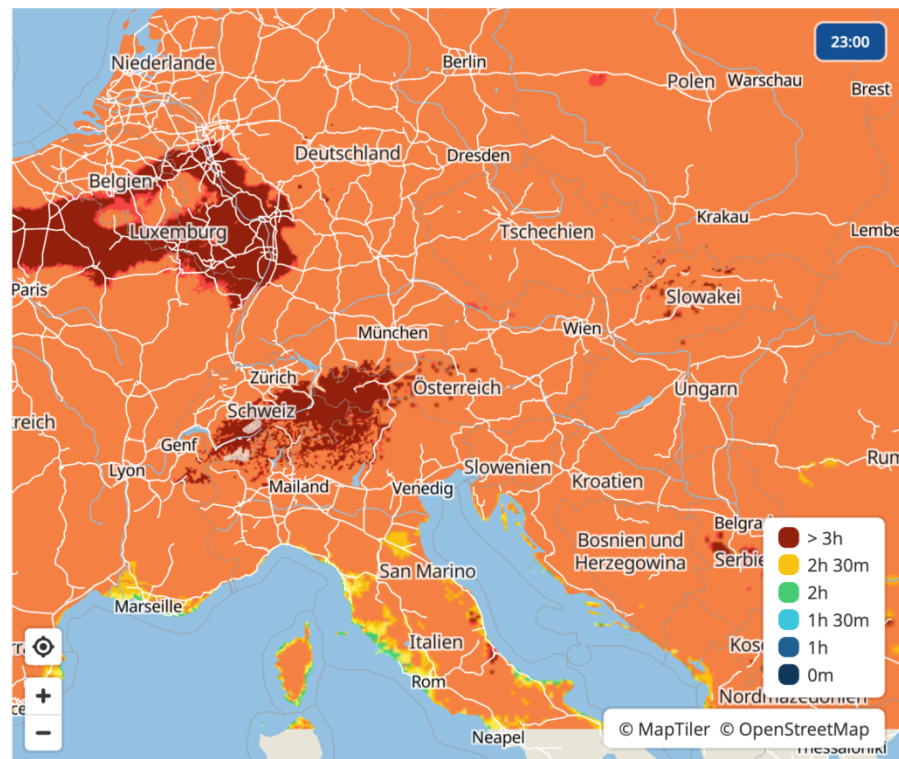 23:00
Niederlande
Berlin
Polen
Warschau
Brest
Deutschland
Dresden
Belgien
Krakau
Luxemburg
Tschechien
Lembe
Paris
Slowakei
München
Wien
Zürich
Österreich
Ungarn
Schweiz
reich
Genf
Lyon
Slowenien
Rum
Mailand
Venedig
Kroatien
Belgrad
Bosnien und
Herzegowina
Serbie
San Marino
Marseille
Italien
Koso
Rom
Nordmazedonien
Neapel
Thessaloniki
> 3h
2h 30m
2h
1h 30m
1h
0m
+
−
© MapTiler © OpenStreetMap